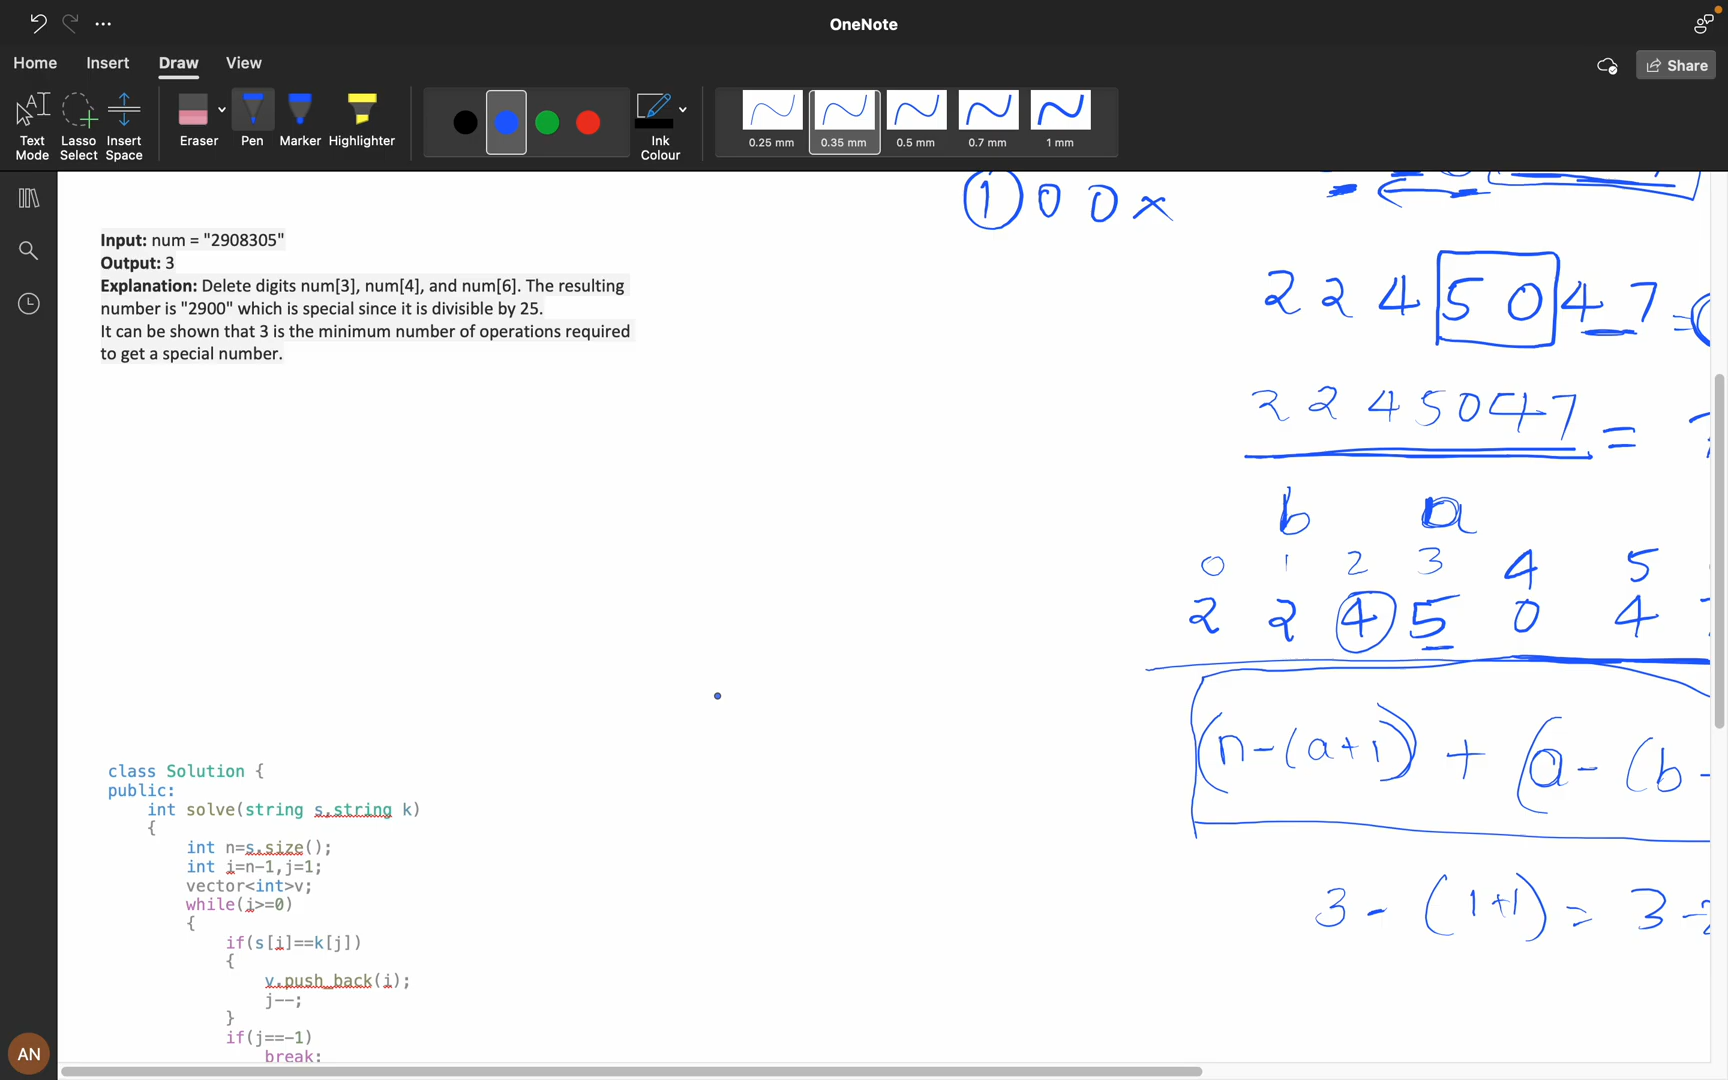 OneNote
Home Insert Draw View
Share
Text Mode
Lasso Select
Insert Space
Eraser
Pen
Marker
Highlighter
Ink Colour
0.25 mm 0.35 mm 0.5 mm 0.7 mm 1 mm
1 0 0 x
Input: num = "2908305"
Output: 3
Explanation: Delete digits num[3], num[4], and num[6]. The resulting
number is "2900" which is special since it is divisible by 25.
It can be shown that 3 is the minimum number of operations required
to get a special number.
2 2 4 5 0 4 7 =
2 2 4 5 0 4 7 =
b a
0 1 2 3 4 5
2 2 4 5 0 4
(n-(a+1)) + (a-(b-
3 - (1+1) = 3 -
class Solution {
public:
int solve(string s,string k)
{
int n=s.size();
int i=n-1,j=1;
vector<int>v;
while(i>=0)
{
if(s[i]==k[j])
{
v.push_back(i);
j--;
}
if(j==-1)
break;
AN